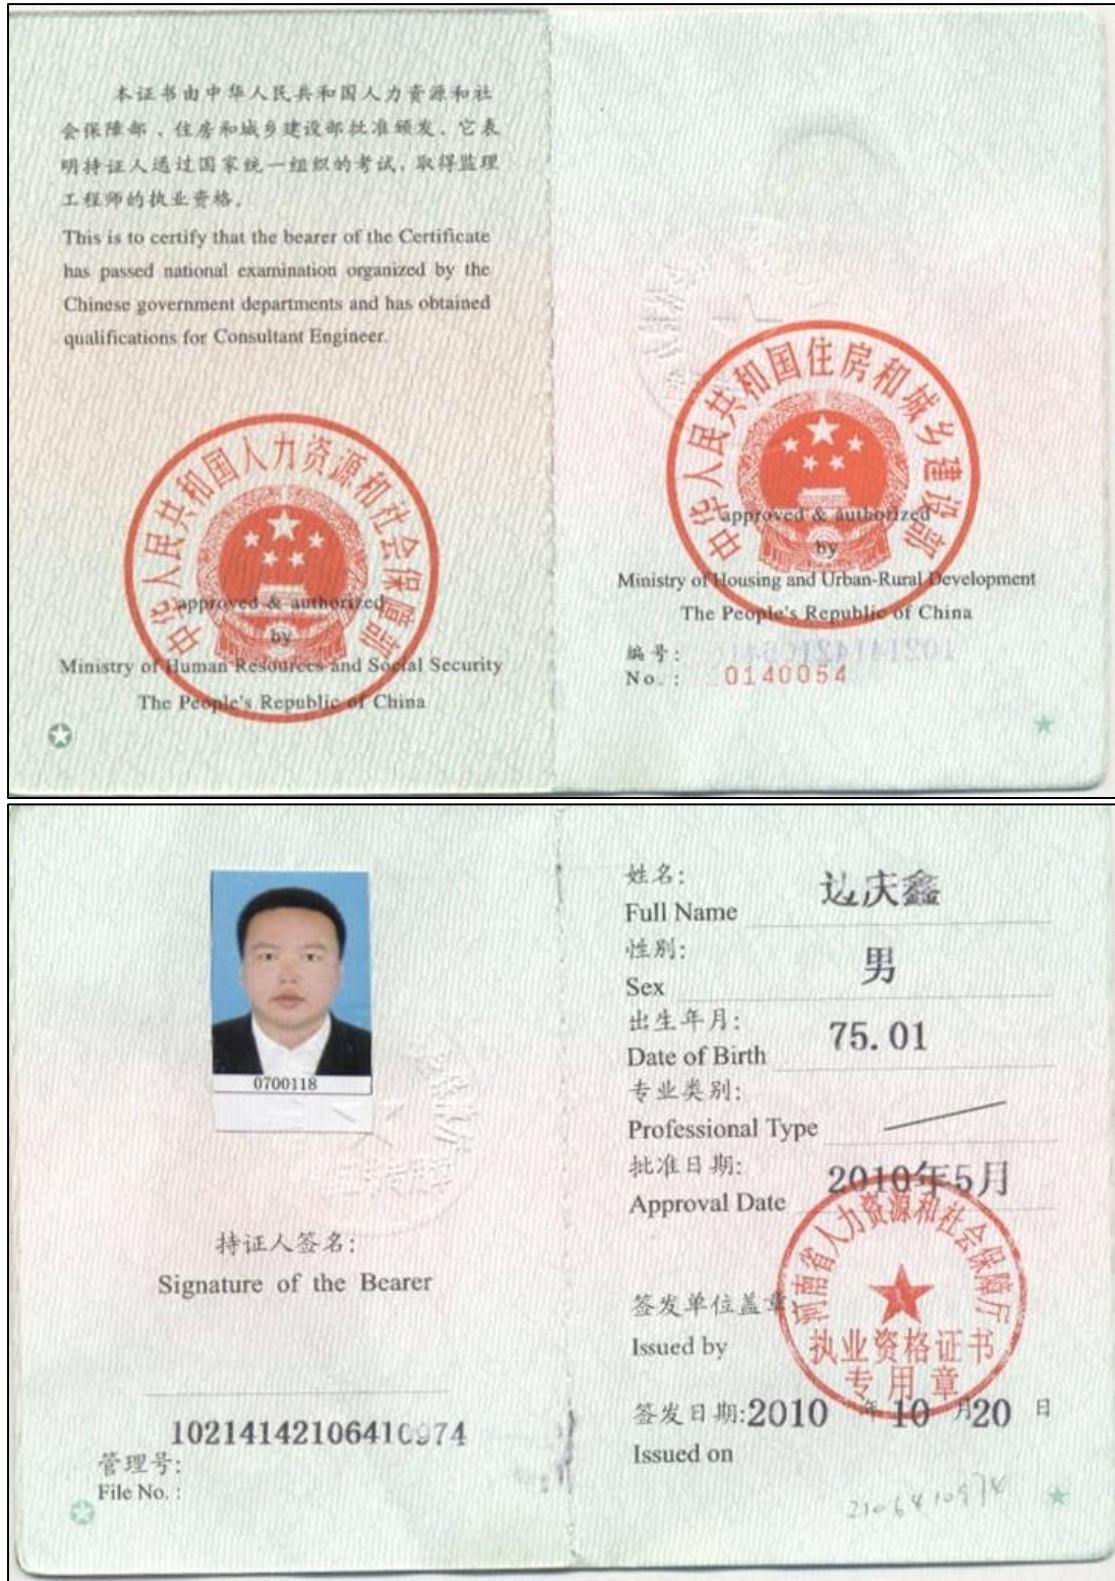 本证书由中华人民共和国人力资源和社
会保障部、住房和城乡建设部批准颁发。它表
明持证人通过国家统一组织的考试,取得监理
工程师的执业资格。
This is to certify that the bearer of the Certificate
has passed national examination organized by the
Chinese government departments and has obtained
qualifications for Consultant Engineer.
中华人民共和国人力资源和社会保障部
approved & authorized
by
Ministry of Human Resources and Social Security
The People's Republic of China
中华人民共和国住房和城乡建设部
approved & authorized
by
Ministry of Housing and Urban-Rural Development
The People's Republic of China
编号:
No. : 0140054
0700118
持证人签名:
Signature of the Bearer
10214142106410974
管理号:
File No. :
姓名:
Full Name 边庆鑫
性别:
Sex 男
出生年月:
Date of Birth 75.01
专业类别:
Professional Type
批准日期:
Approval Date 2010年5月
河南省人力资源和社会保障厅
执业资格证书
专用章
签发单位盖章:
Issued by
签发日期:2010 年 10 月20 日
Issued on
2106410974